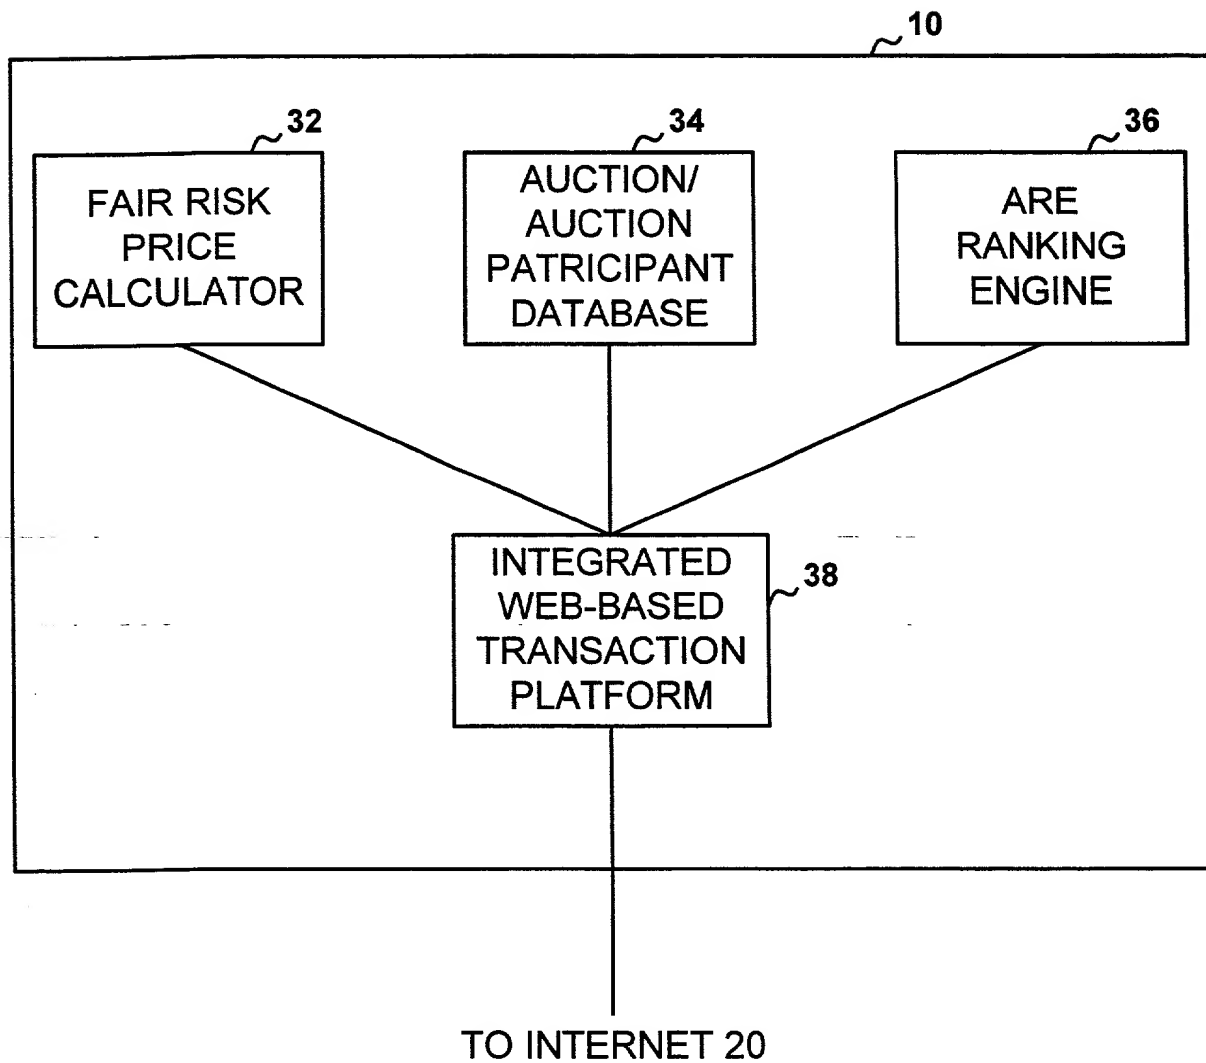 10
32
FAIR RISK
PRICE
CALCULATOR
34
AUCTION/
AUCTION
PATRICIPANT
DATABASE
36
ARE
RANKING
ENGINE
38
INTEGRATED
WEB-BASED
TRANSACTION
PLATFORM
TO INTERNET 20